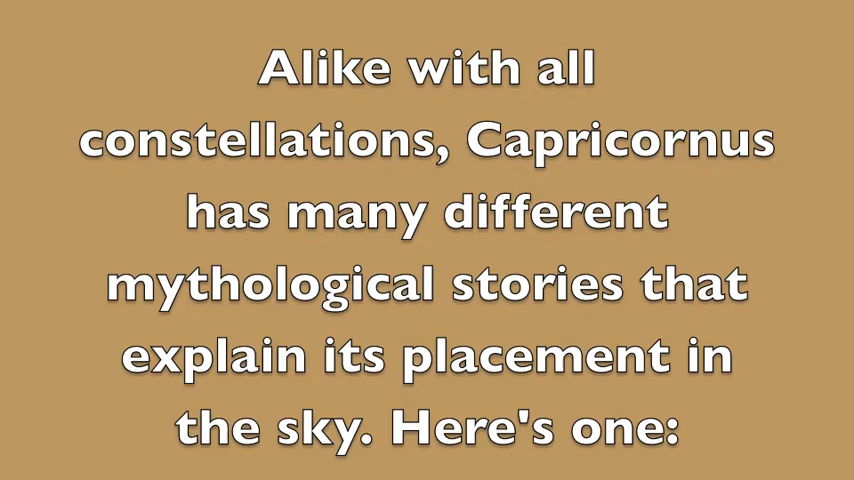 Alike with all
constellations, Capricornus
has many different
mythological stories that
explain its placement in
the sky. Here's one: